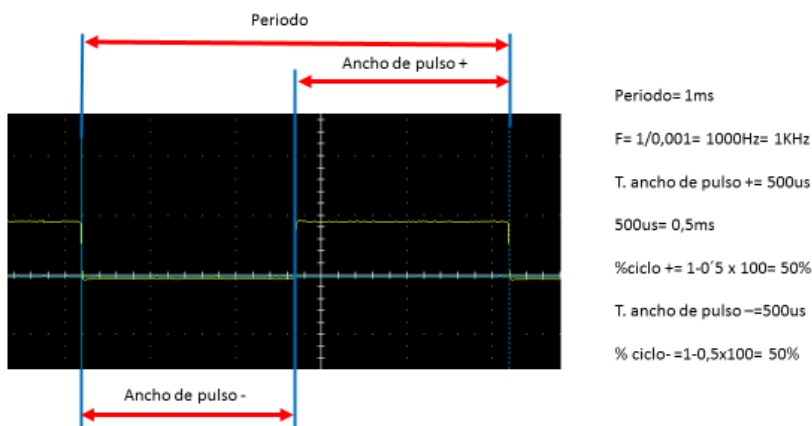 Periodo
Ancho de pulso +
Periodo= 1ms
F= 1/0,001= 1000Hz= 1KHz
T. ancho de pulso += 500us
500us= 0,5ms
%ciclo += 1-0´5 x 100= 50%
T. ancho de pulso –=500us
% ciclo- =1-0,5x100= 50%
Ancho de pulso -